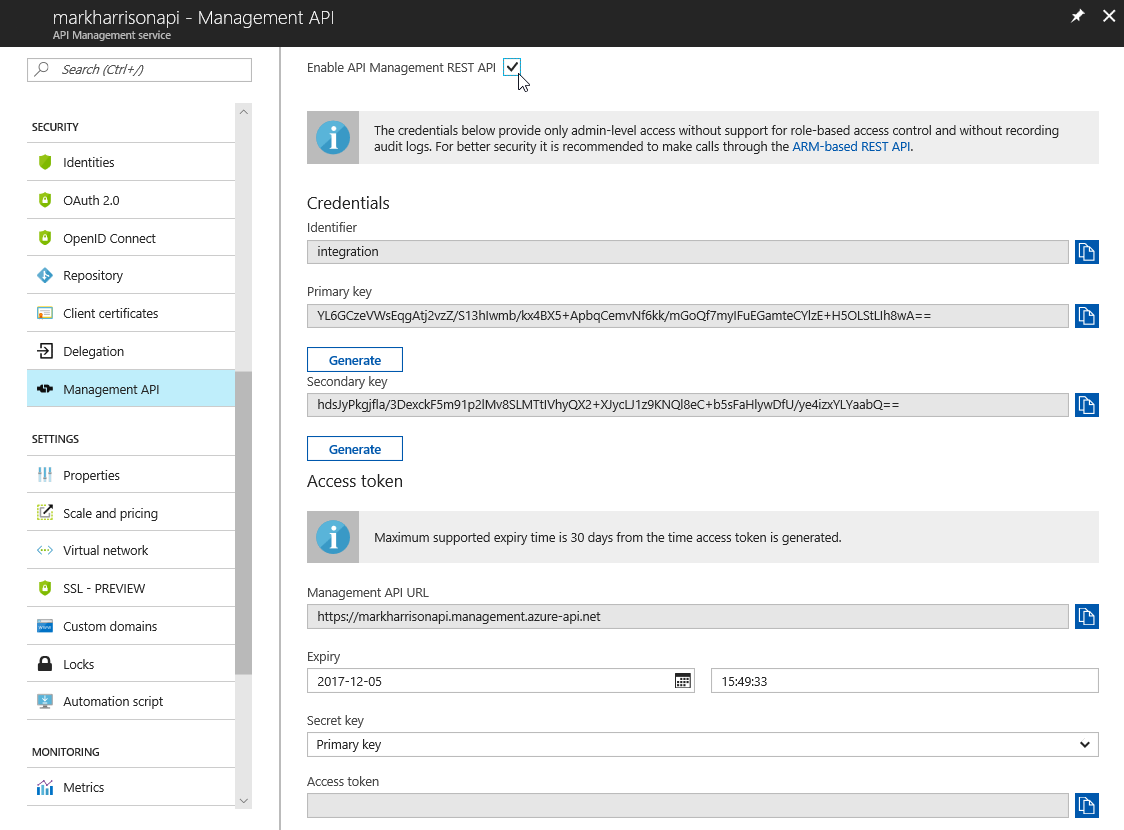 markharrisonapi - Management API
API Management service
Search (Ctrl+/)
SECURITY
Identities
OAuth 2.0
OpenID Connect
Repository
Client certificates
Delegation
Management API
SETTINGS
Properties
Scale and pricing
Virtual network
SSL - PREVIEW
Custom domains
Locks
Automation script
MONITORING
Metrics
Enable API Management REST API
The credentials below provide only admin-level access without support for role-based access control and without recording
audit logs. For better security it is recommended to make calls through the ARM-based REST API.
Credentials
Identifier
integration
Primary key
YL6GCzeVWsEqgAtj2vzZ/S13hIwmb/kx4BX5+ApbqCemvNf6kk/mGoQf7myIFuEGamteCYlzE+H5OLStLIh8wA==
Generate
Secondary key
hdsJyPkgjfla/3DexckF5m91p2lMv8SLMTtIVhyQX2+XJycLJ1z9KNQl8eC+b5sFaHlywDfU/ye4izxYLYaabQ==
Generate
Access token
Maximum supported expiry time is 30 days from the time access token is generated.
Management API URL
https://markharrisonapi.management.azure-api.net
Expiry
2017-12-05
15:49:33
Secret key
Primary key
Access token